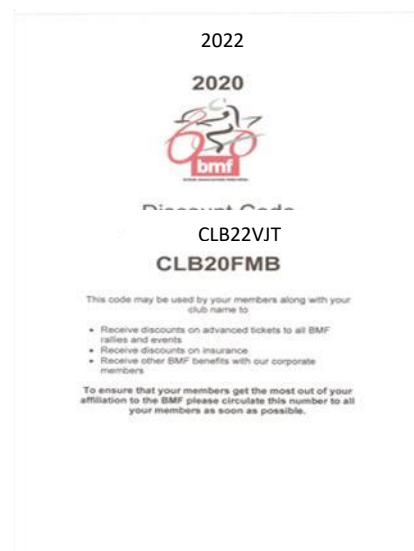 2022
2020
bmf
Discount Code
CLB22VJT
CLB20FMB
This code may be used by your members along with your
club name to
• Receive discounts on advanced tickets to all BMF
rallies and events
• Receive discounts on insurance
• Receive other BMF benefits with our corporate
members
To ensure that your members get the most out of your
affiliation to the BMF please circulate this number to all
your members as soon as possible.